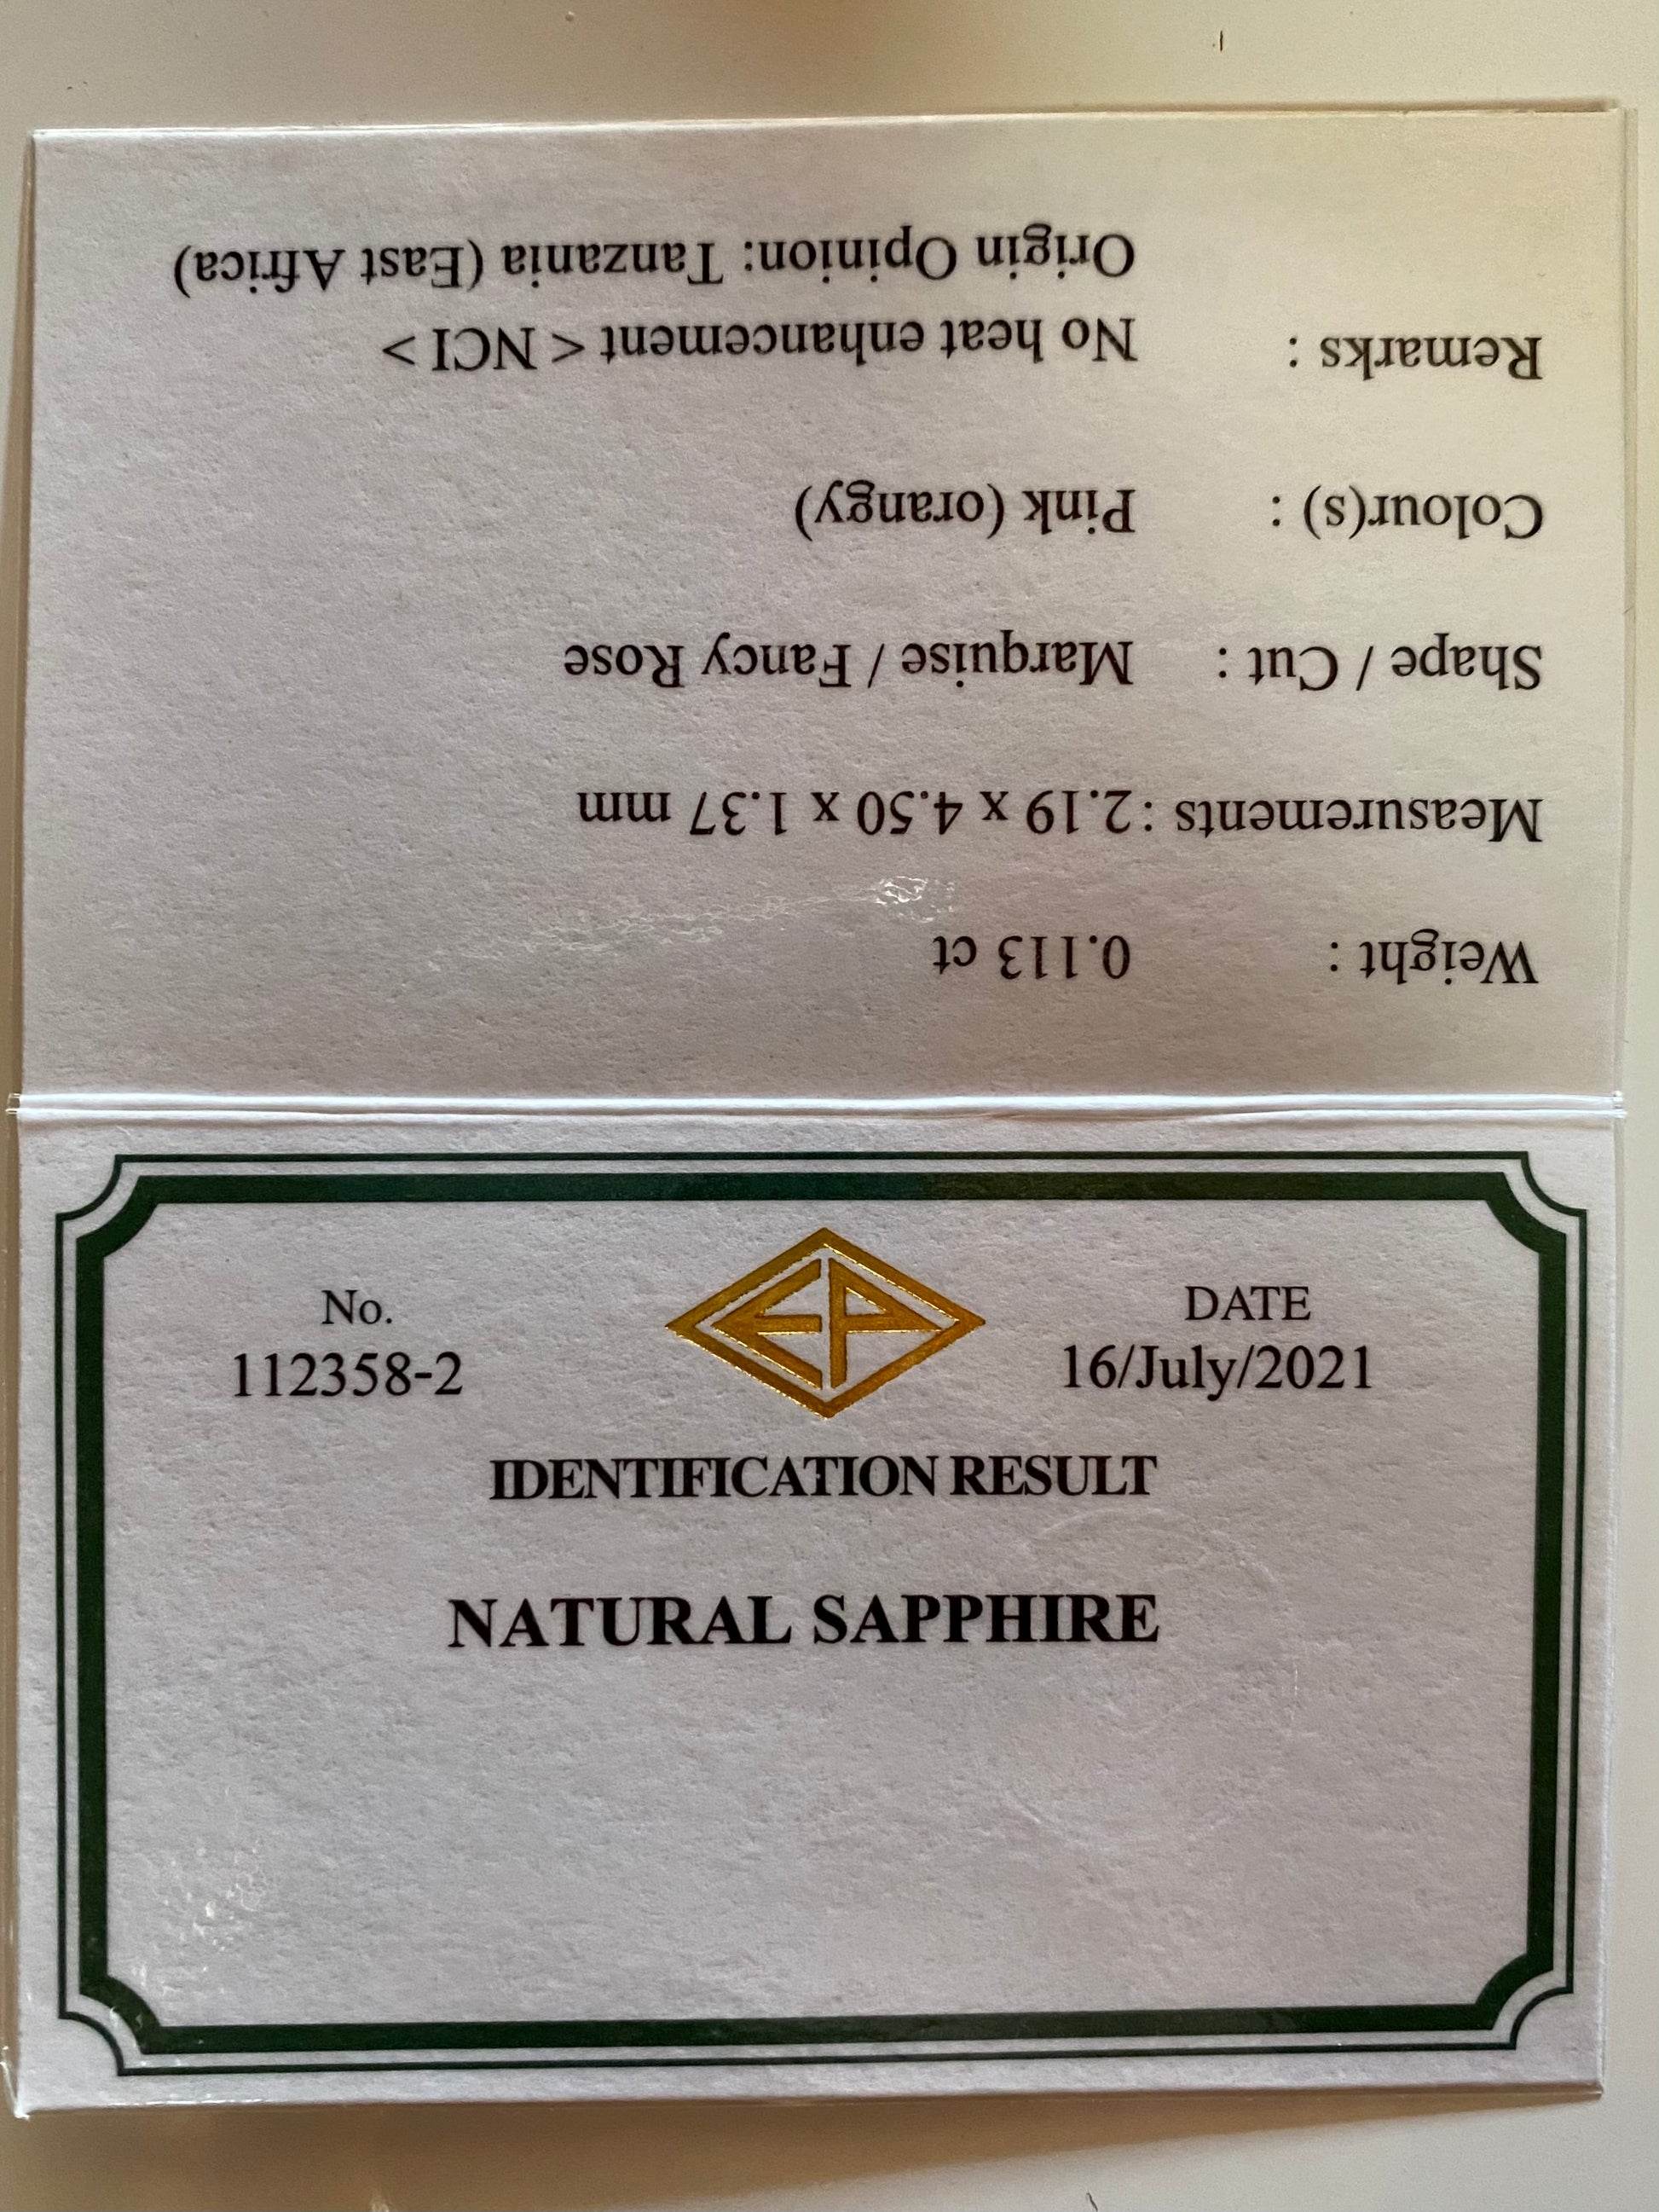 No.
112358-2
EP
DATE
16/July/2021
IDENTIFICATION RESULT
NATURAL SAPPHIRE
Weight : 0.113 ct
Measurements : 2.19 x 4.50 x 1.37 mm
Shape / Cut : Marquise / Fancy Rose
Colour(s) : Pink (orangy)
Remarks : No heat enhancement < NCI >
Origin Opinion: Tanzania (East Africa)